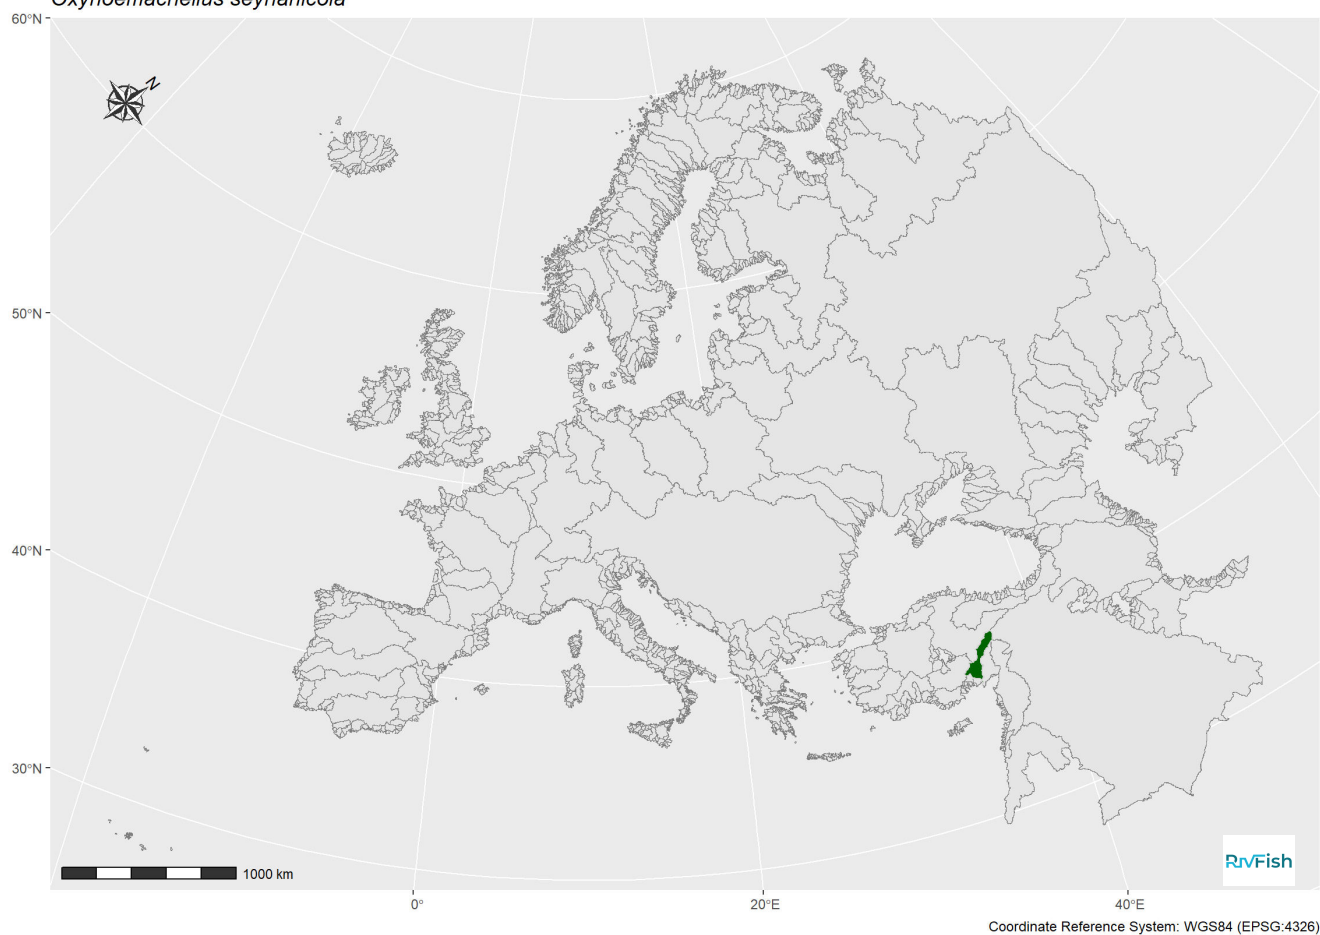 Oxynoemacheilus seyhanicola
60°N
N
50°N
40°N
30°N
RIVFish
1000 km
0°
20°E
40°E
Coordinate Reference System: WGS84 (EPSG:4326)